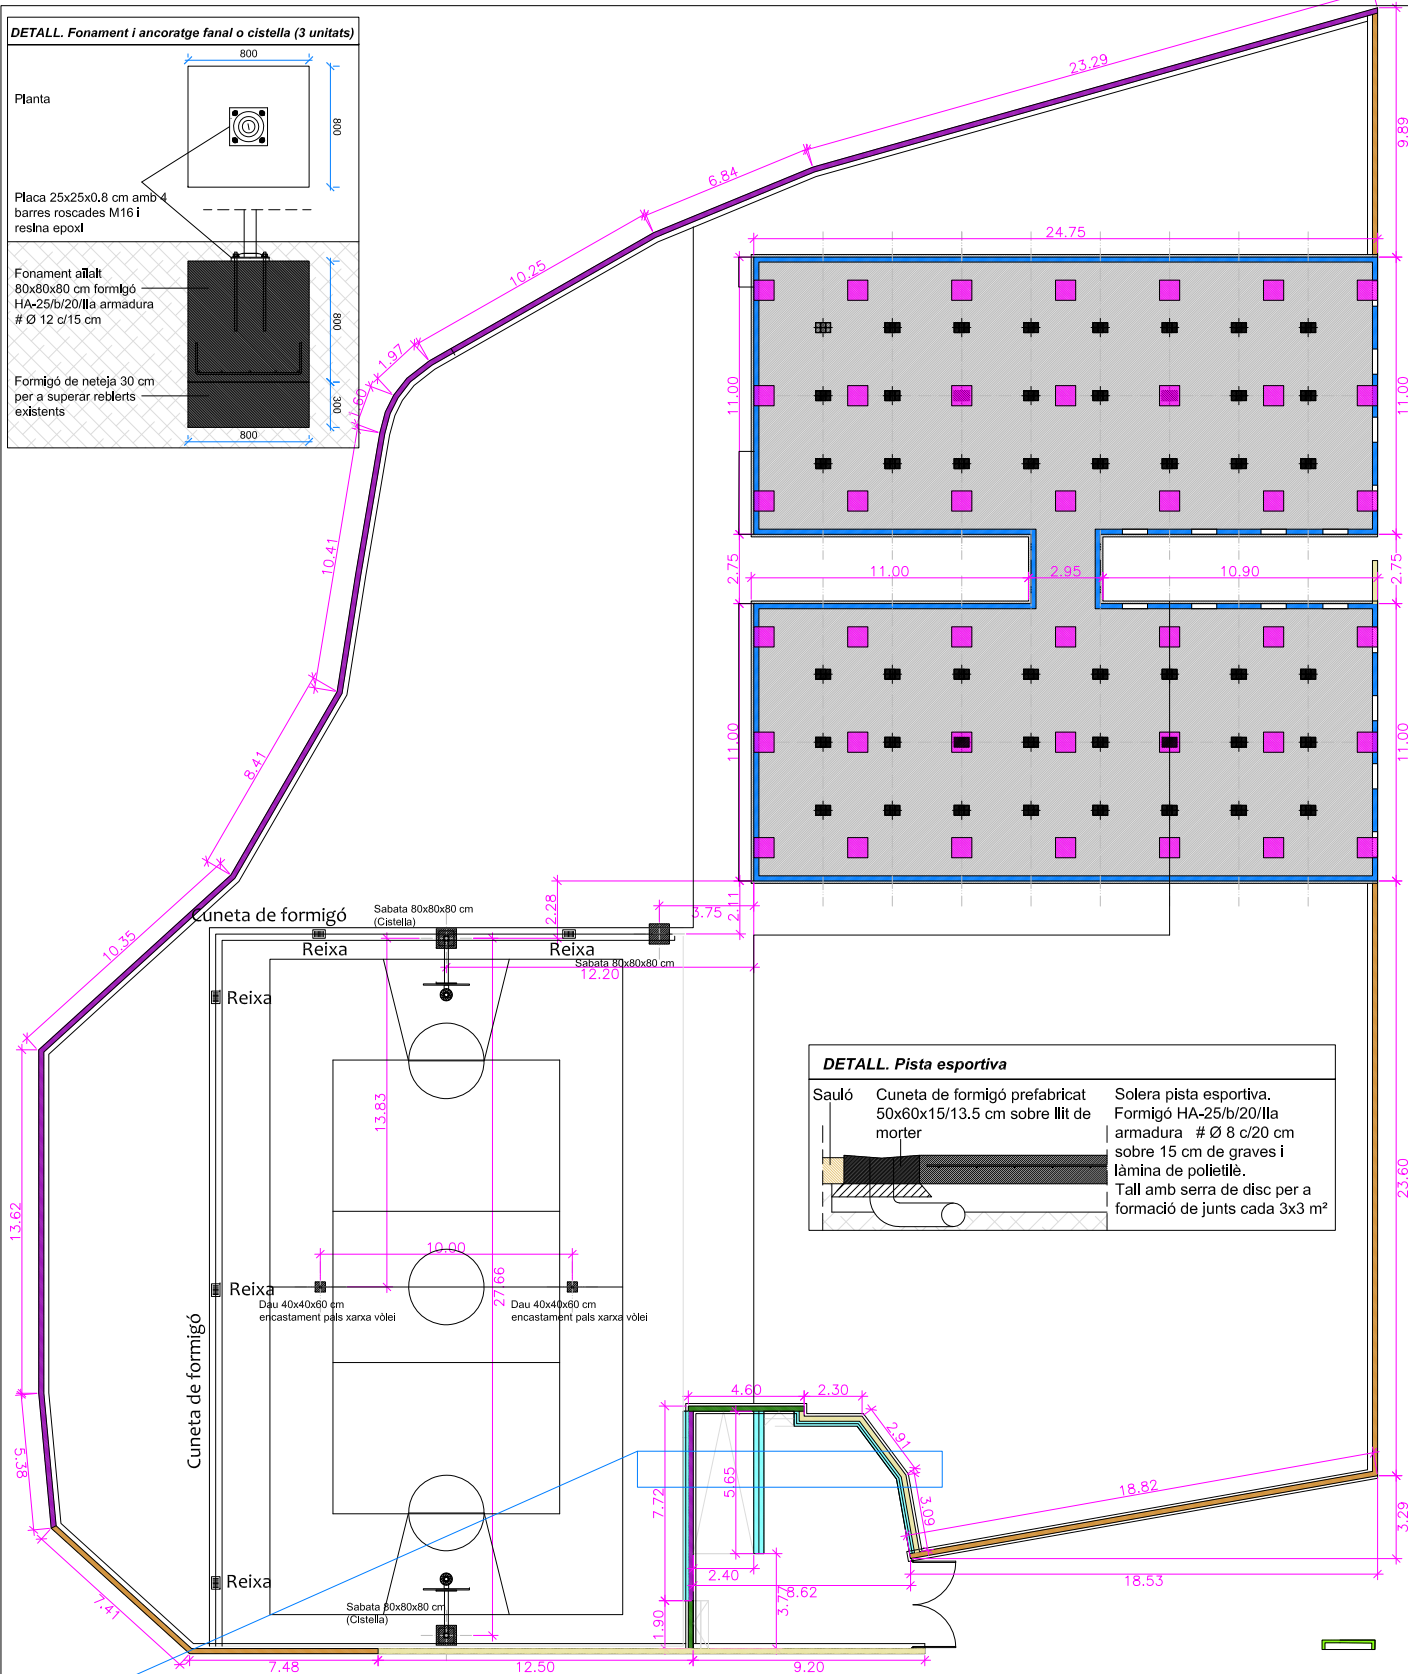 DETALL. Fonament i ancoratge fanal o cistella (3 unitats)
800
Planta
800
Placa 25x25x0.8 cm amb 4
barres roscades M16 i
resina epoxi
Fonament aïllat
80x80x80 cm formigó
HA-25/b/20/IIa armadura
# Ø 12 c/15 cm
800
Formigó de neteja 30 cm
per a superar reblerts
existents
300
800
23.29
9.89
6.84
10.25
1.97
1.60
10.41
8.41
10.35
13.62
5.38
7.41
24.75
11.00
11.00
2.75
11.00
2.95
10.90
2.75
11.00
11.00
2.28
3.75
2.11
Cuneta de formigó
Sabata 80x80x80 cm
(Cistella)
Reixa
Reixa
Sabata 80x80x80 cm
12.20
Reixa
13.83
27.66
10.00
Reixa
Dau 40x40x60 cm
encastament pals xarxa vòlei
Dau 40x40x60 cm
encastament pals xarxa vòlei
Cuneta de formigó
DETALL. Pista esportiva
Sauló
Cuneta de formigó prefabricat
50x60x15/13.5 cm sobre llit de
morter
Solera pista esportiva.
Formigó HA-25/b/20/IIa
armadura # Ø 8 c/20 cm
sobre 15 cm de graves i
làmina de polietilè.
Tall amb serra de disc per a
formació de junts cada 3x3 m²
23.60
4.60
2.30
2.91
5.65
7.72
3.09
18.82
3.29
2.40
8.62
3.77
18.53
1.90
Reixa
Sabata 80x80x80 cm
(Cistella)
7.48
12.50
9.20